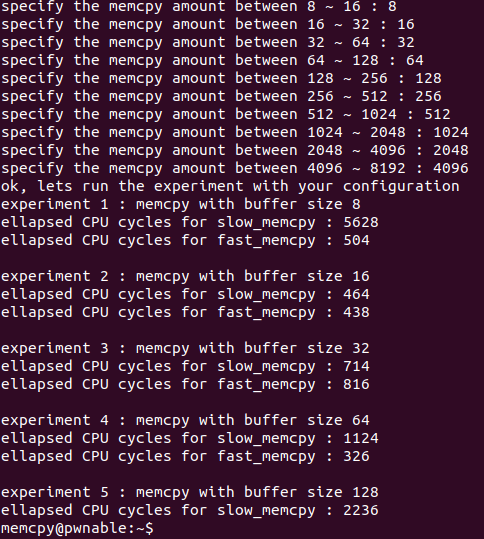 specify the memcpy amount between 8 ~ 16 : 8
specify the memcpy amount between 16 ~ 32 : 16
specify the memcpy amount between 32 ~ 64 : 32
specify the memcpy amount between 64 ~ 128 : 64
specify the memcpy amount between 128 ~ 256 : 128
specify the memcpy amount between 256 ~ 512 : 256
specify the memcpy amount between 512 ~ 1024 : 512
specify the memcpy amount between 1024 ~ 2048 : 1024
specify the memcpy amount between 2048 ~ 4096 : 2048
specify the memcpy amount between 4096 ~ 8192 : 4096
ok, lets run the experiment with your configuration
experiment 1 : memcpy with buffer size 8
ellapsed CPU cycles for slow_memcpy : 5628
ellapsed CPU cycles for fast_memcpy : 504

experiment 2 : memcpy with buffer size 16
ellapsed CPU cycles for slow_memcpy : 464
ellapsed CPU cycles for fast_memcpy : 438

experiment 3 : memcpy with buffer size 32
ellapsed CPU cycles for slow_memcpy : 714
ellapsed CPU cycles for fast_memcpy : 816

experiment 4 : memcpy with buffer size 64
ellapsed CPU cycles for slow_memcpy : 1124
ellapsed CPU cycles for fast_memcpy : 326

experiment 5 : memcpy with buffer size 128
ellapsed CPU cycles for slow_memcpy : 2236
memcpy@pwnable:~$